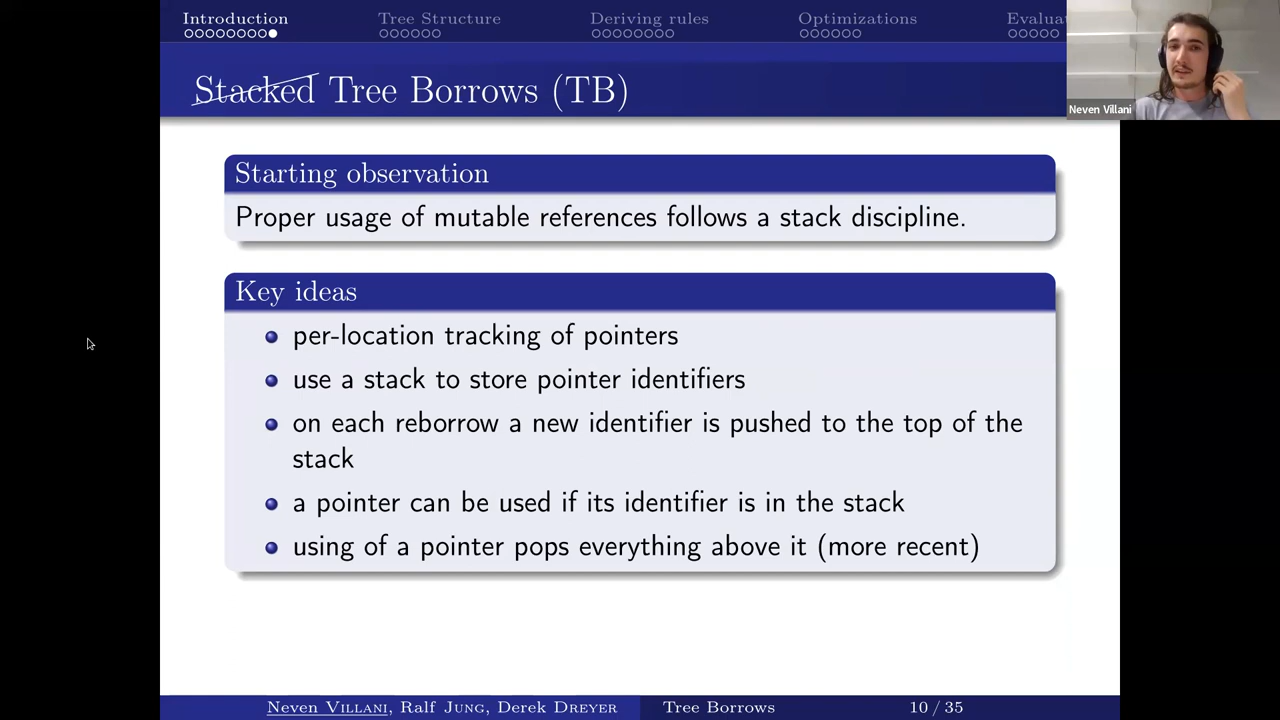 Introduction
Tree Structure
Deriving rules
Optimizations
Evaluat
Stacked Tree Borrows (TB)
Neven Villani
Starting observation
Proper usage of mutable references follows a stack discipline.
Key ideas
per-location tracking of pointers
use a stack to store pointer identifiers
on each reborrow a new identifier is pushed to the top of the
stack
a pointer can be used if its identifier is in the stack
using of a pointer pops everything above it (more recent)
Neven Villani, Ralf Jung, Derek Dreyer
Tree Borrows
10 / 35